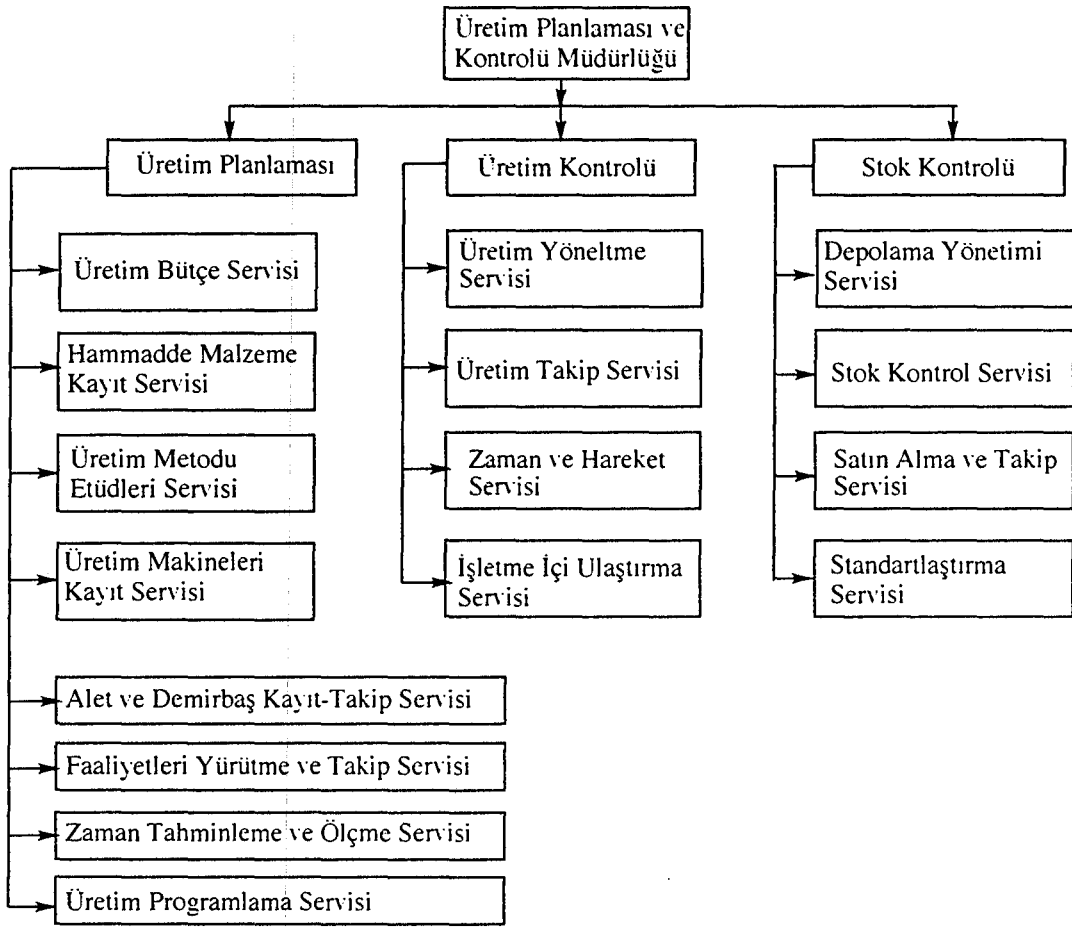 Üretim Planlaması ve
Kontrolü Müdürlüğü
Üretim Planlaması
Üretim Kontrolü
Stok Kontrolü
Üretim Bütçe Servisi
Hammadde Malzeme
Kayıt Servisi
Üretim Metodu
Etüdleri Servisi
Üretim Makineleri
Kayıt Servisi
Alet ve Demirbaş Kayıt-Takip Servisi
Faaliyetleri Yürütme ve Takip Servisi
Zaman Tahminleme ve Ölçme Servisi
Üretim Programlama Servisi
Üretim Yöneltme
Servisi
Üretim Takip Servisi
Zaman ve Hareket
Servisi
İşletme İçi Ulaştırma
Servisi
Depolama Yönetimi
Servisi
Stok Kontrol Servisi
Satın Alma ve Takip
Servisi
Standartlaştırma
Servisi